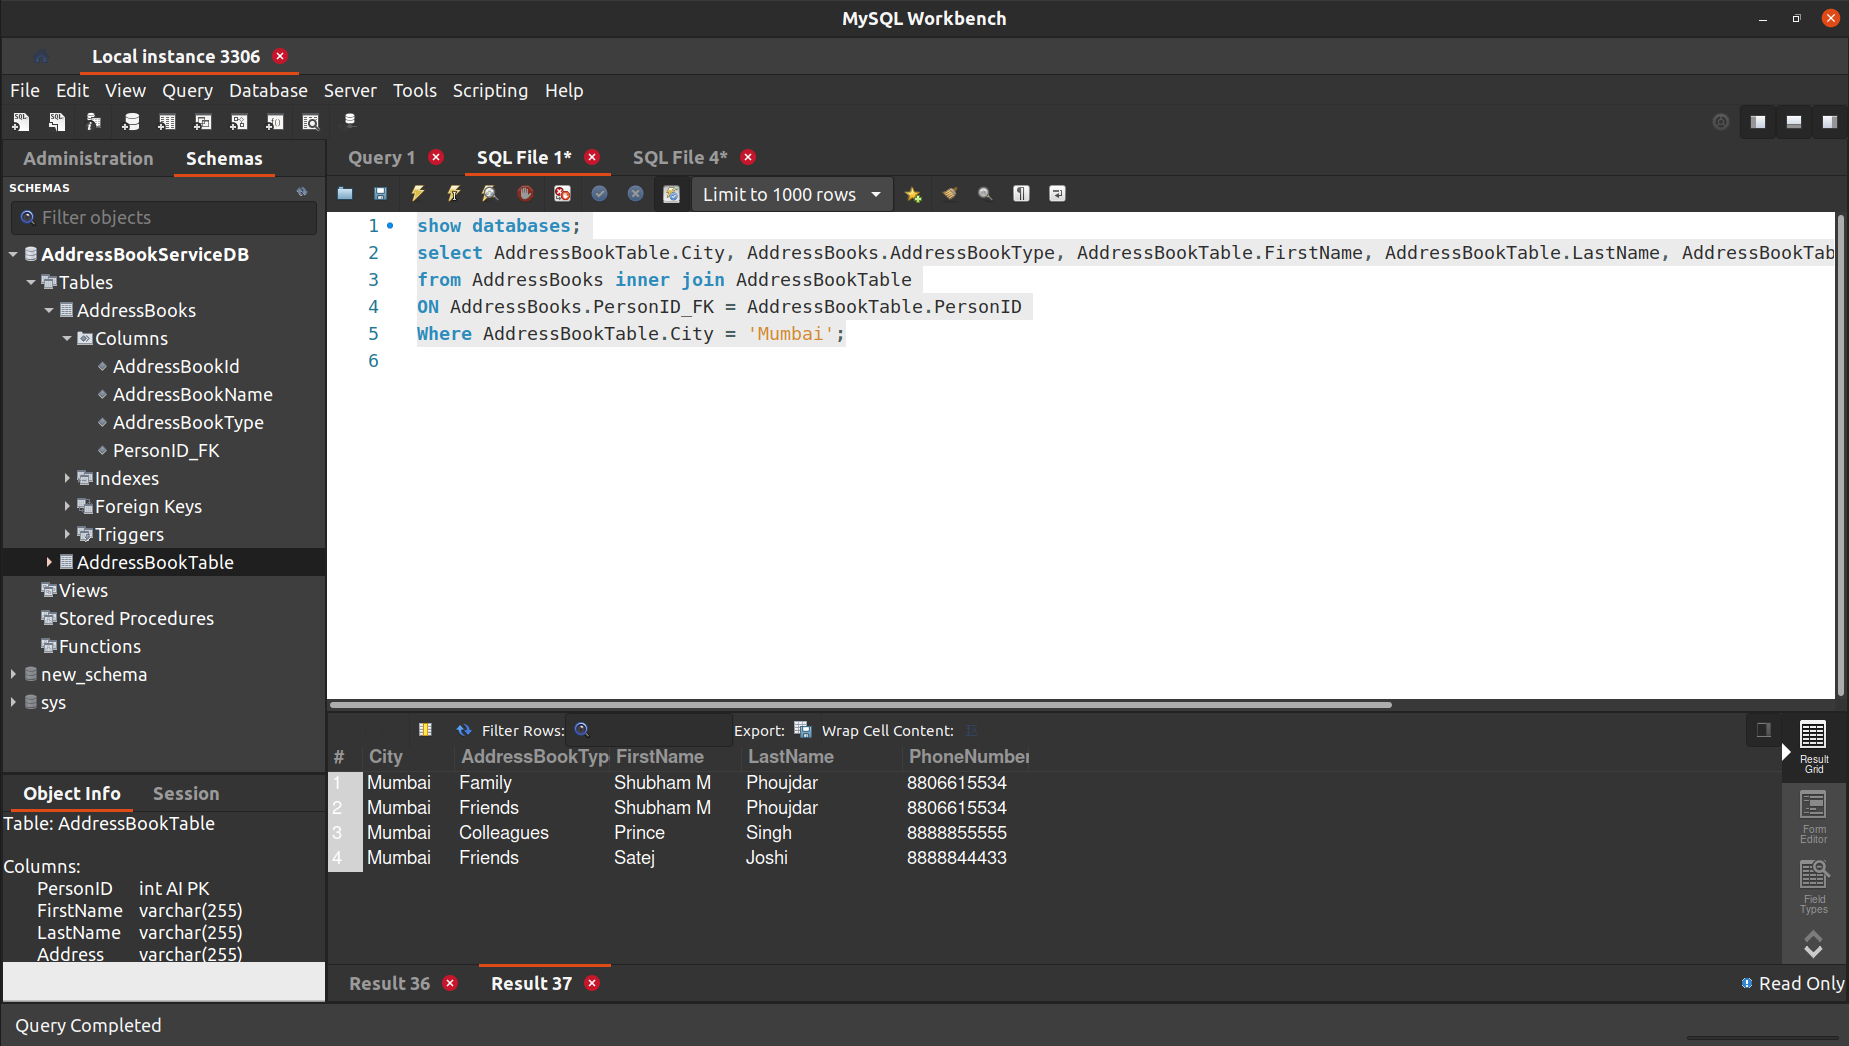 MySQL Workbench
Local instance 3306
File Edit View Query Database Server Tools Scripting Help
Administration Schemas
SCHEMAS
Filter objects
AddressBookServiceDB
Tables
AddressBooks
Columns
AddressBookId
AddressBookName
AddressBookType
PersonID_FK
Indexes
Foreign Keys
Triggers
AddressBookTable
Views
Stored Procedures
Functions
new_schema
sys
Object Info Session
Table: AddressBookTable
Columns:
PersonID int AI PK
FirstName varchar(255)
LastName varchar(255)
Address varchar(255)
Query 1 SQL File 1* SQL File 4*
Limit to 1000 rows
1 show databases;
2 select AddressBookTable.City, AddressBooks.AddressBookType, AddressBookTable.FirstName, AddressBookTable.LastName, AddressBookTab
3 from AddressBooks inner join AddressBookTable
4 ON AddressBooks.PersonID_FK = AddressBookTable.PersonID
5 Where AddressBookTable.City = 'Mumbai';
6
Filter Rows: Export: Wrap Cell Content:
# City AddressBookTyp FirstName LastName PhoneNumber
1 Mumbai Family Shubham M Phoujdar 8806615534
2 Mumbai Friends Shubham M Phoujdar 8806615534
3 Mumbai Colleagues Prince Singh 8888855555
4 Mumbai Friends Satej Joshi 8888844433
Result
Grid
Form
Editor
Field
Types
Result 36 Result 37
Read Only
Query Completed